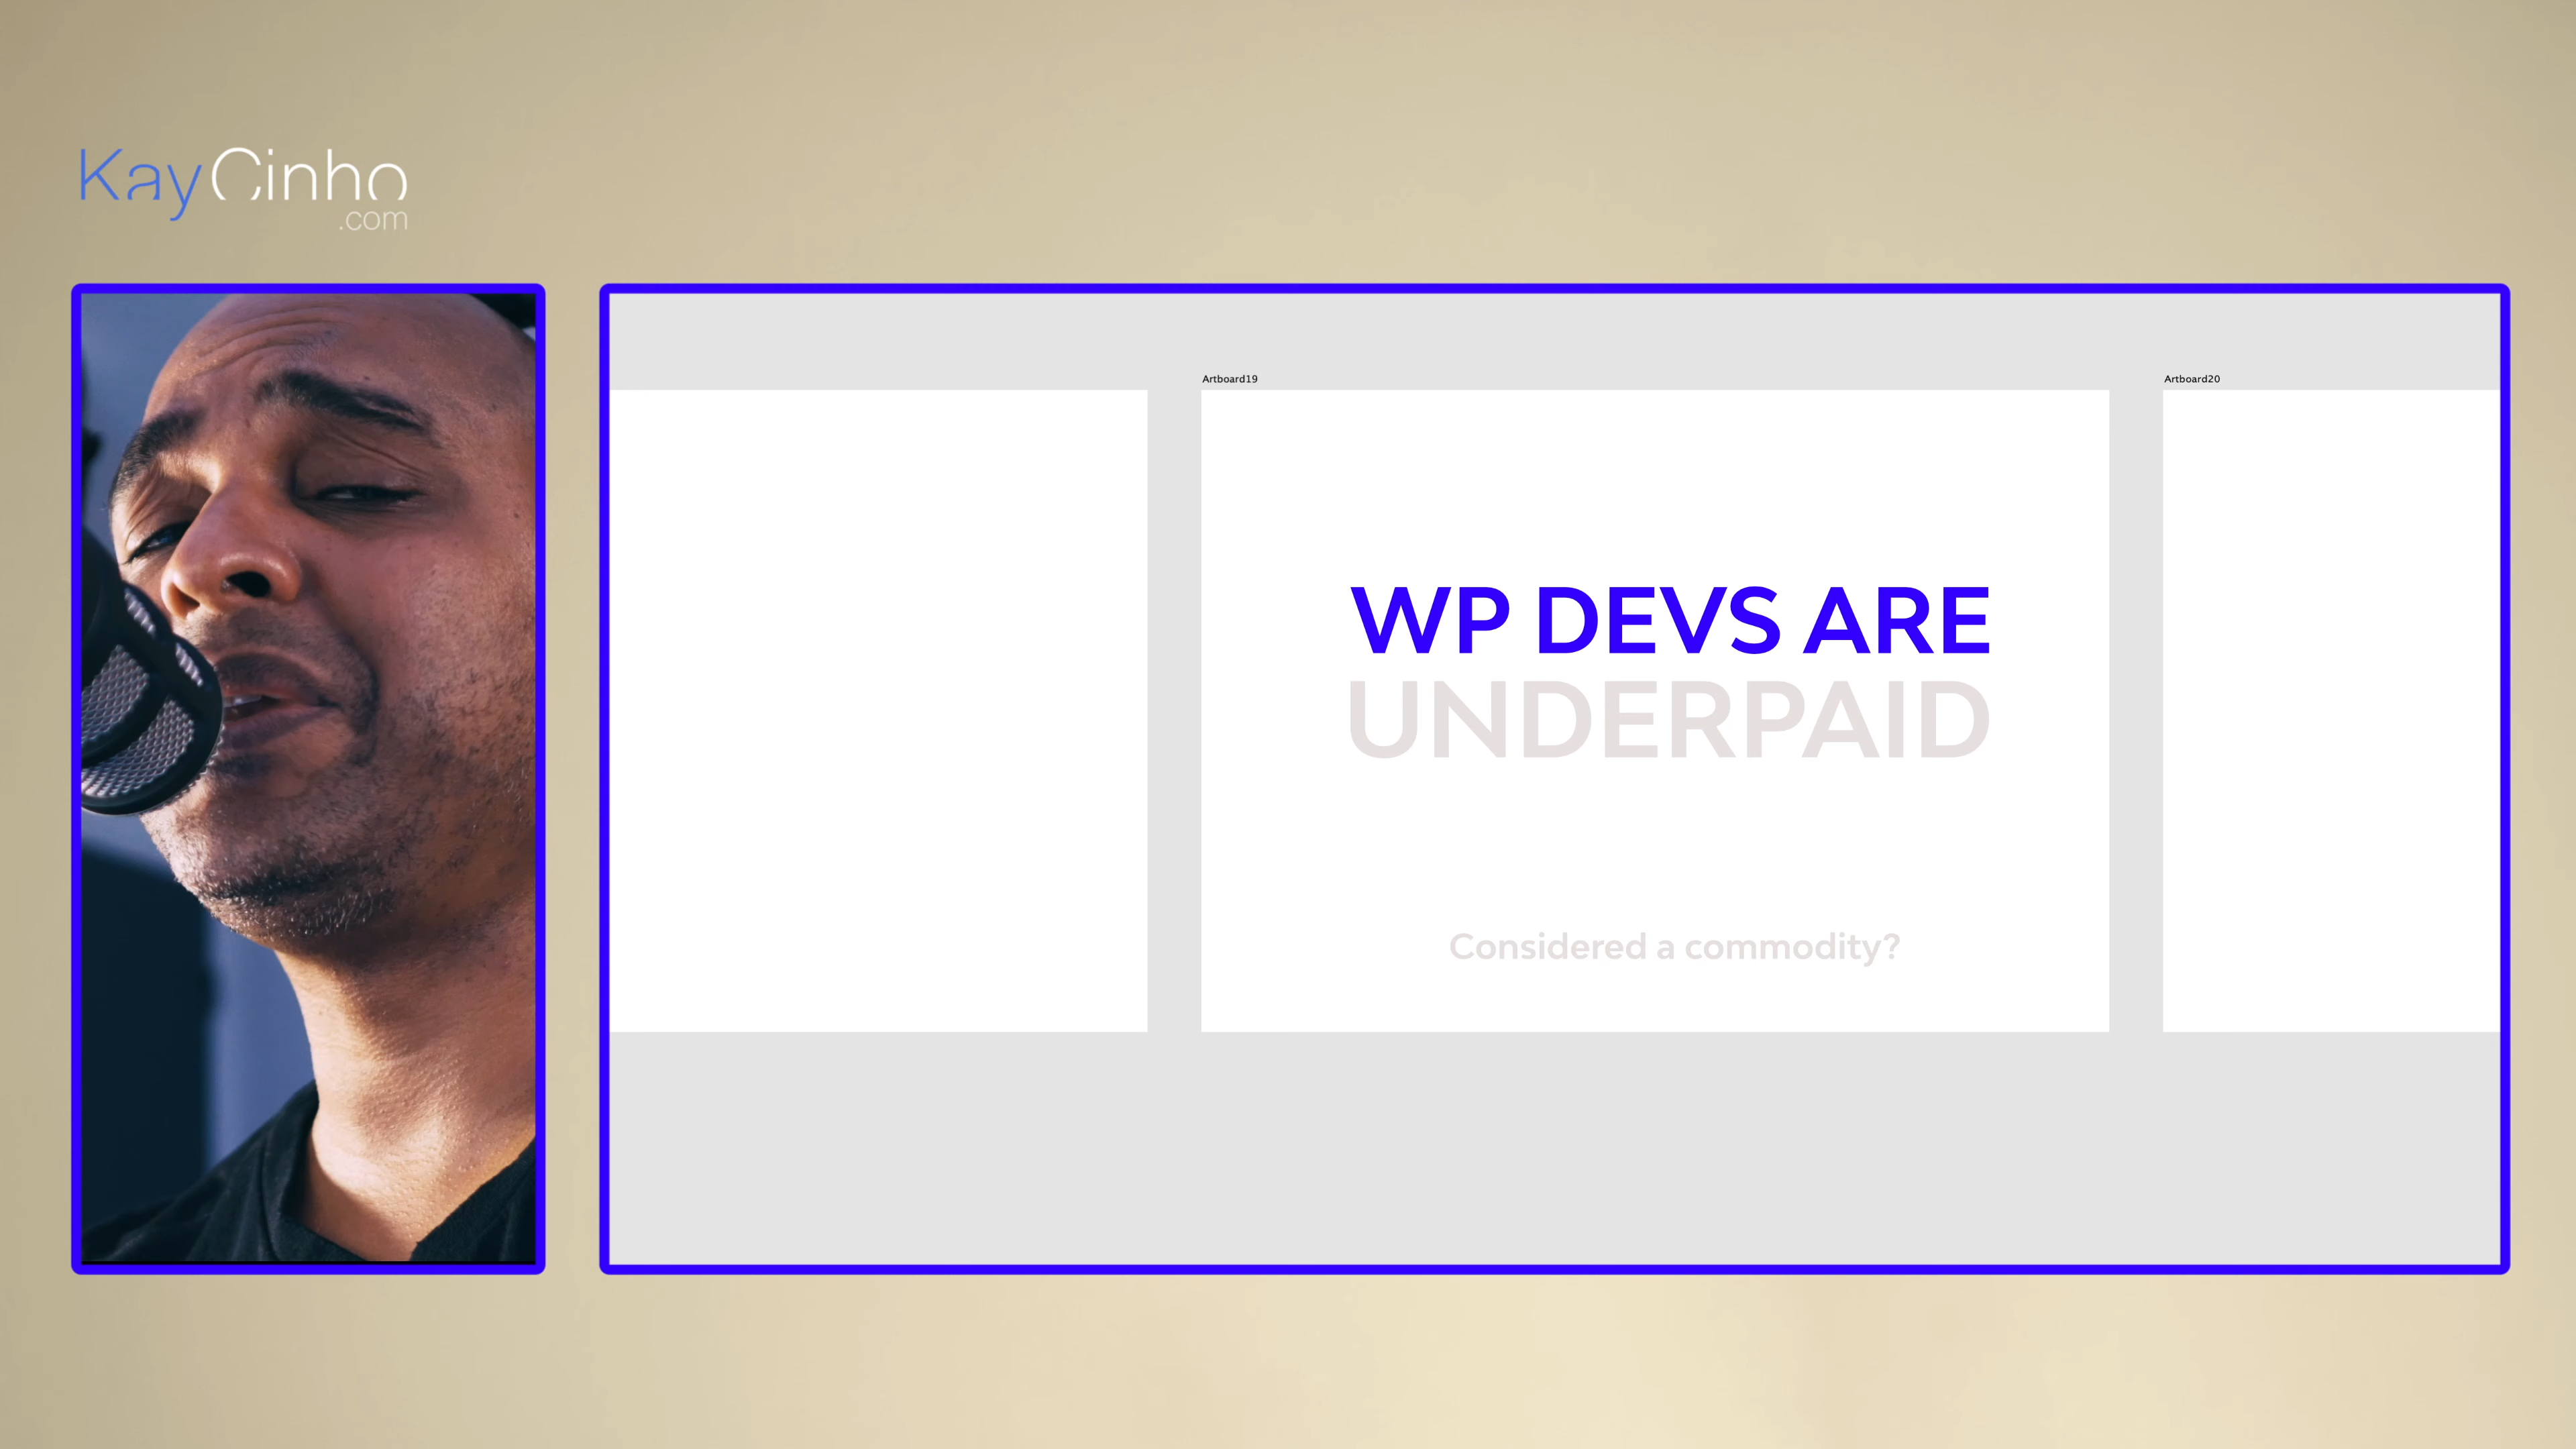 KayCinho
.com
Artboard19
Artboard20
WP DEVS ARE
UNDERPAID
Considered a commodity?